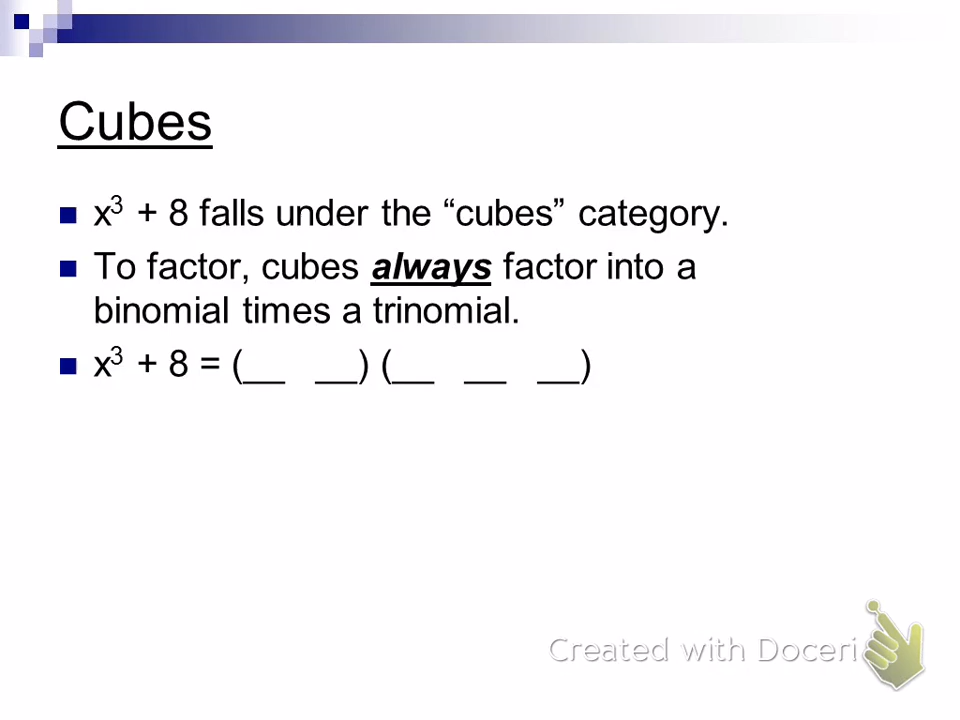 Cubes
x³ + 8 falls under the “cubes” category.
To factor, cubes always factor into a
binomial times a trinomial.
x³ + 8 = (__ __) (__ __ __)
Created with Doceri